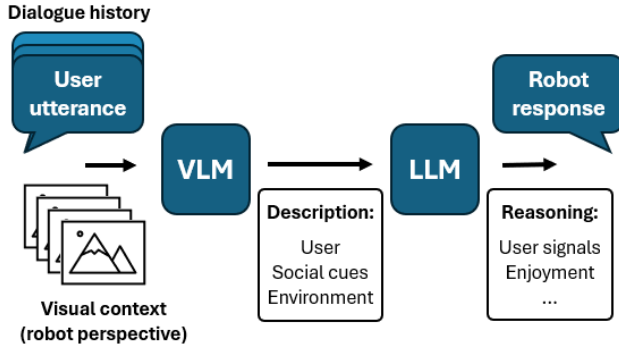 Dialogue history
User
utterance
VLM
LLM
Robot
response
Description:
User
Social cues
Environment
Reasoning:
User signals
Enjoyment
...
Visual context
(robot perspective)